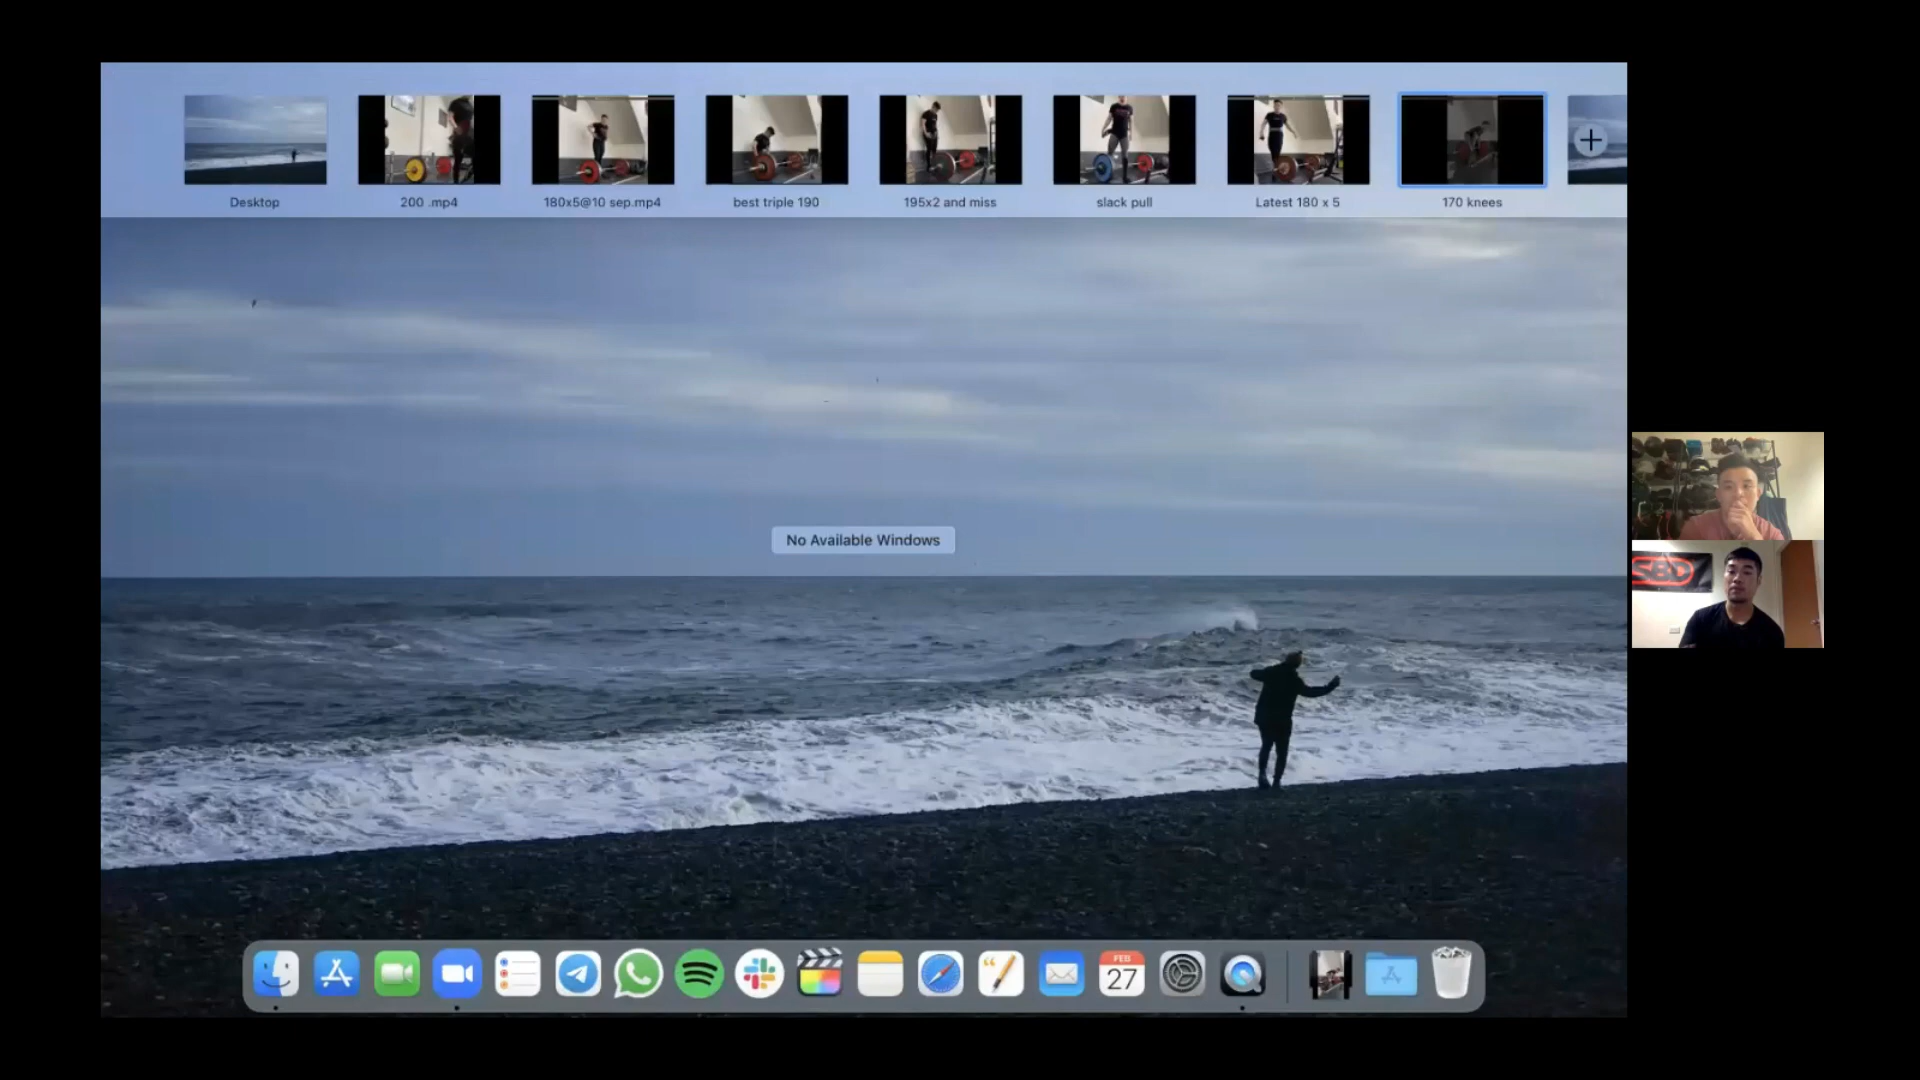 Desktop
200 .mp4
180x5@10 sep.mp4
best triple 190
195x2 and miss
slack pull
Latest 180 x 5
170 knees
No Available Windows
SBD
FEB
27